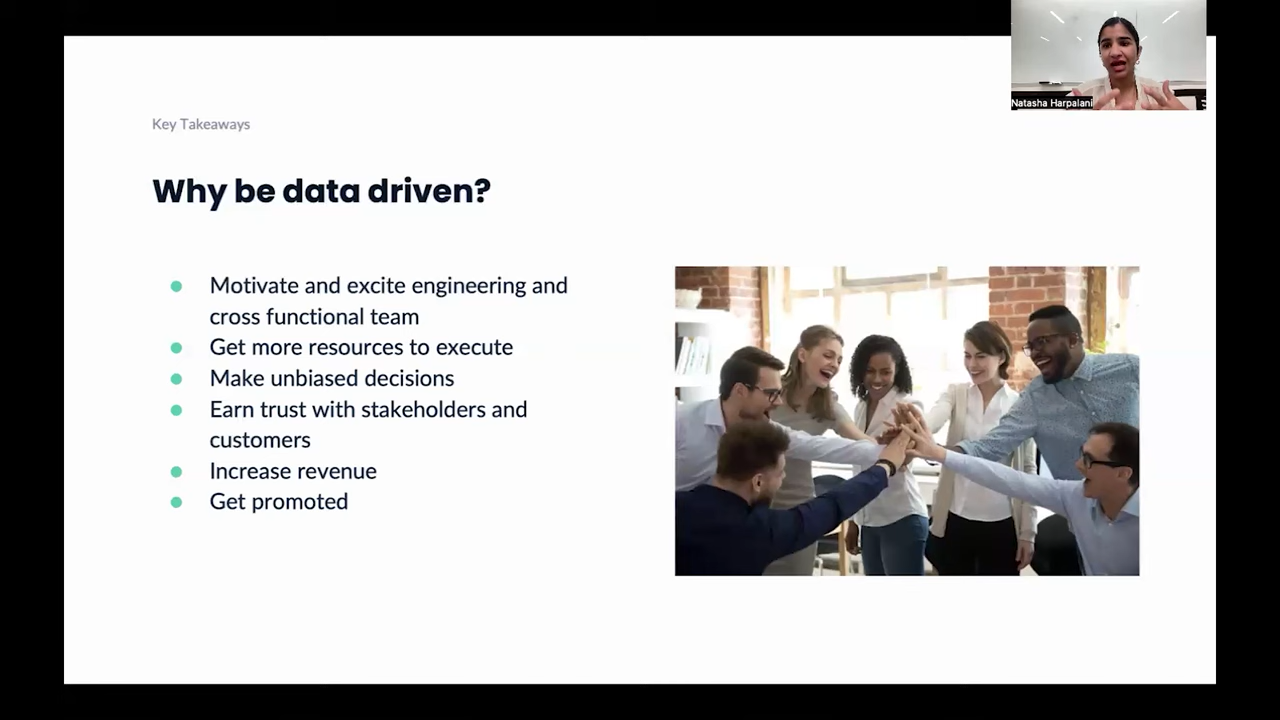 Natasha Harpalani
Key Takeaways
Why be data driven?
Motivate and excite engineering and
cross functional team
Get more resources to execute
Make unbiased decisions
Earn trust with stakeholders and
customers
Increase revenue
Get promoted